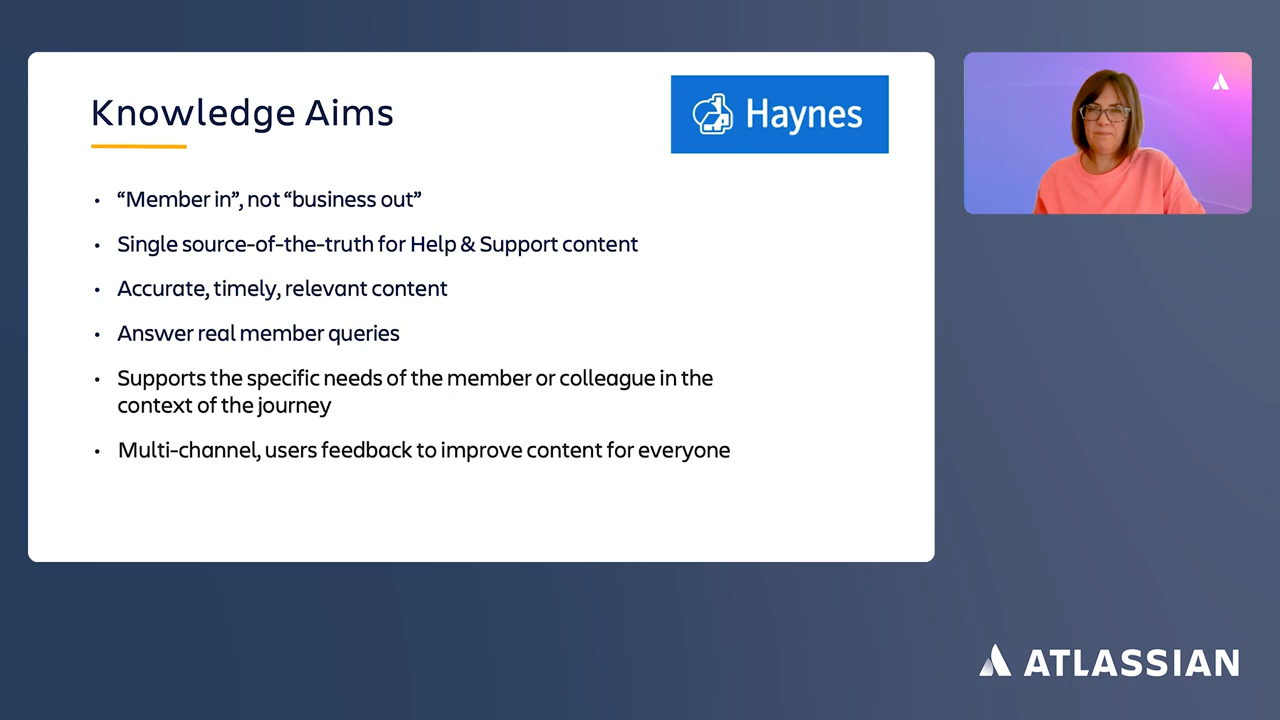 Knowledge Aims
Haynes
• “Member in”, not “business out”
• Single source-of-the-truth for Help & Support content
• Accurate, timely, relevant content
• Answer real member queries
• Supports the specific needs of the member or colleague in the
context of the journey
• Multi-channel, users feedback to improve content for everyone
ATLASSIAN